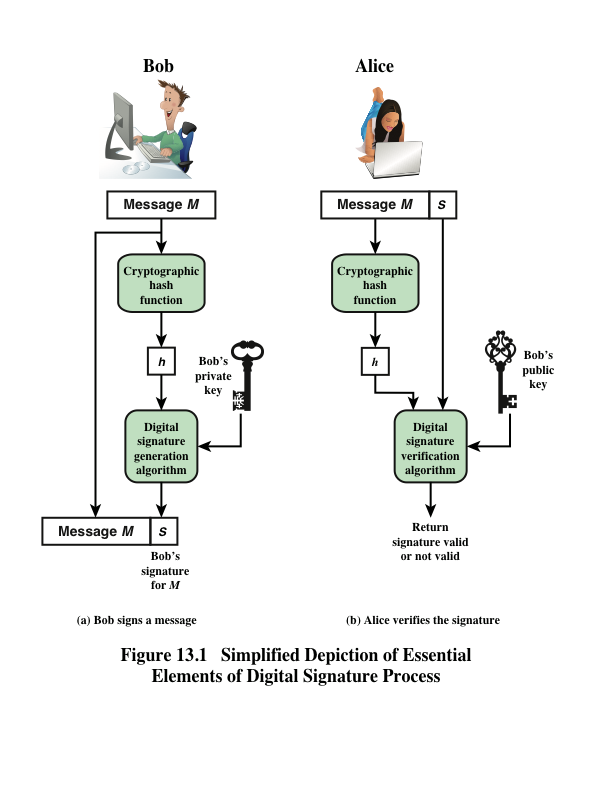 Bob
Message M
Cryptographic
hash
function
h
Bob's
private
key
Digital
signature
generation
algorithm
Message M S
Bob's
signature
for M
(a) Bob signs a message
Alice
Message M S
Cryptographic
hash
function
h
Bob's
public
key
Digital
signature
verification
algorithm
Return
signature valid
or not valid
(b) Alice verifies the signature
Figure 13.1 Simplified Depiction of Essential
Elements of Digital Signature Process